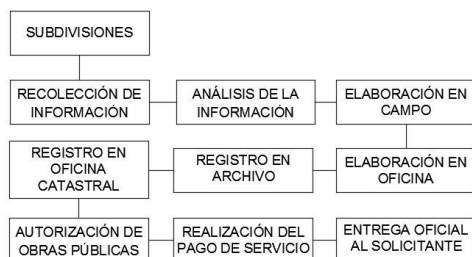 SUBDIVISIONES
RECOLECCIÓN DE
INFORMACIÓN
ANÁLISIS DE LA
INFORMACIÓN
ELABORACIÓN EN
CAMPO
REGISTRO EN
OFICINA
CATASTRAL
REGISTRO EN
ARCHIVO
ELABORACIÓN EN
OFICINA
AUTORIZACIÓN DE
OBRAS PÚBLICAS
REALIZACIÓN DEL
PAGO DE SERVICIO
ENTREGA OFICIAL
AL SOLICITANTE